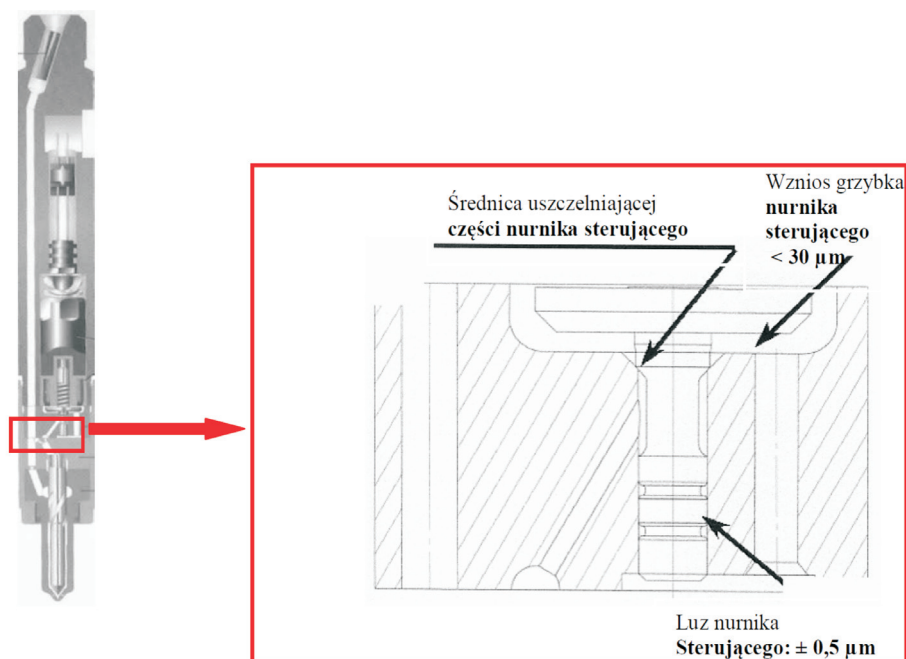 Średnica uszczelniającej
części nurnika sterującego
Wznios grzybka
nurnika
sterującego
< 30 µm
Luz nurnika
Sterującego: ± 0,5 µm